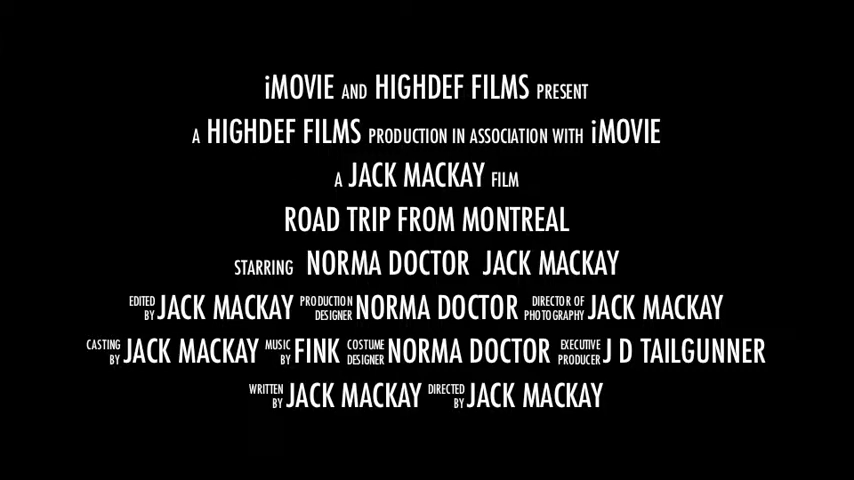 iMOVIE AND HIGHDEF FILMS PRESENT
A HIGHDEF FILMS PRODUCTION IN ASSOCIATION WITH iMOVIE
A JACK MACKAY FILM
ROAD TRIP FROM MONTREAL
STARRING NORMA DOCTOR JACK MACKAY
EDITED BY JACK MACKAY PRODUCTION DESIGNER NORMA DOCTOR DIRECTOR OF PHOTOGRAPHY JACK MACKAY
CASTING BY JACK MACKAY MUSIC BY FINK COSTUME DESIGNER NORMA DOCTOR EXECUTIVE PRODUCER J D TAILGUNNER
WRITTEN BY JACK MACKAY DIRECTED BY JACK MACKAY